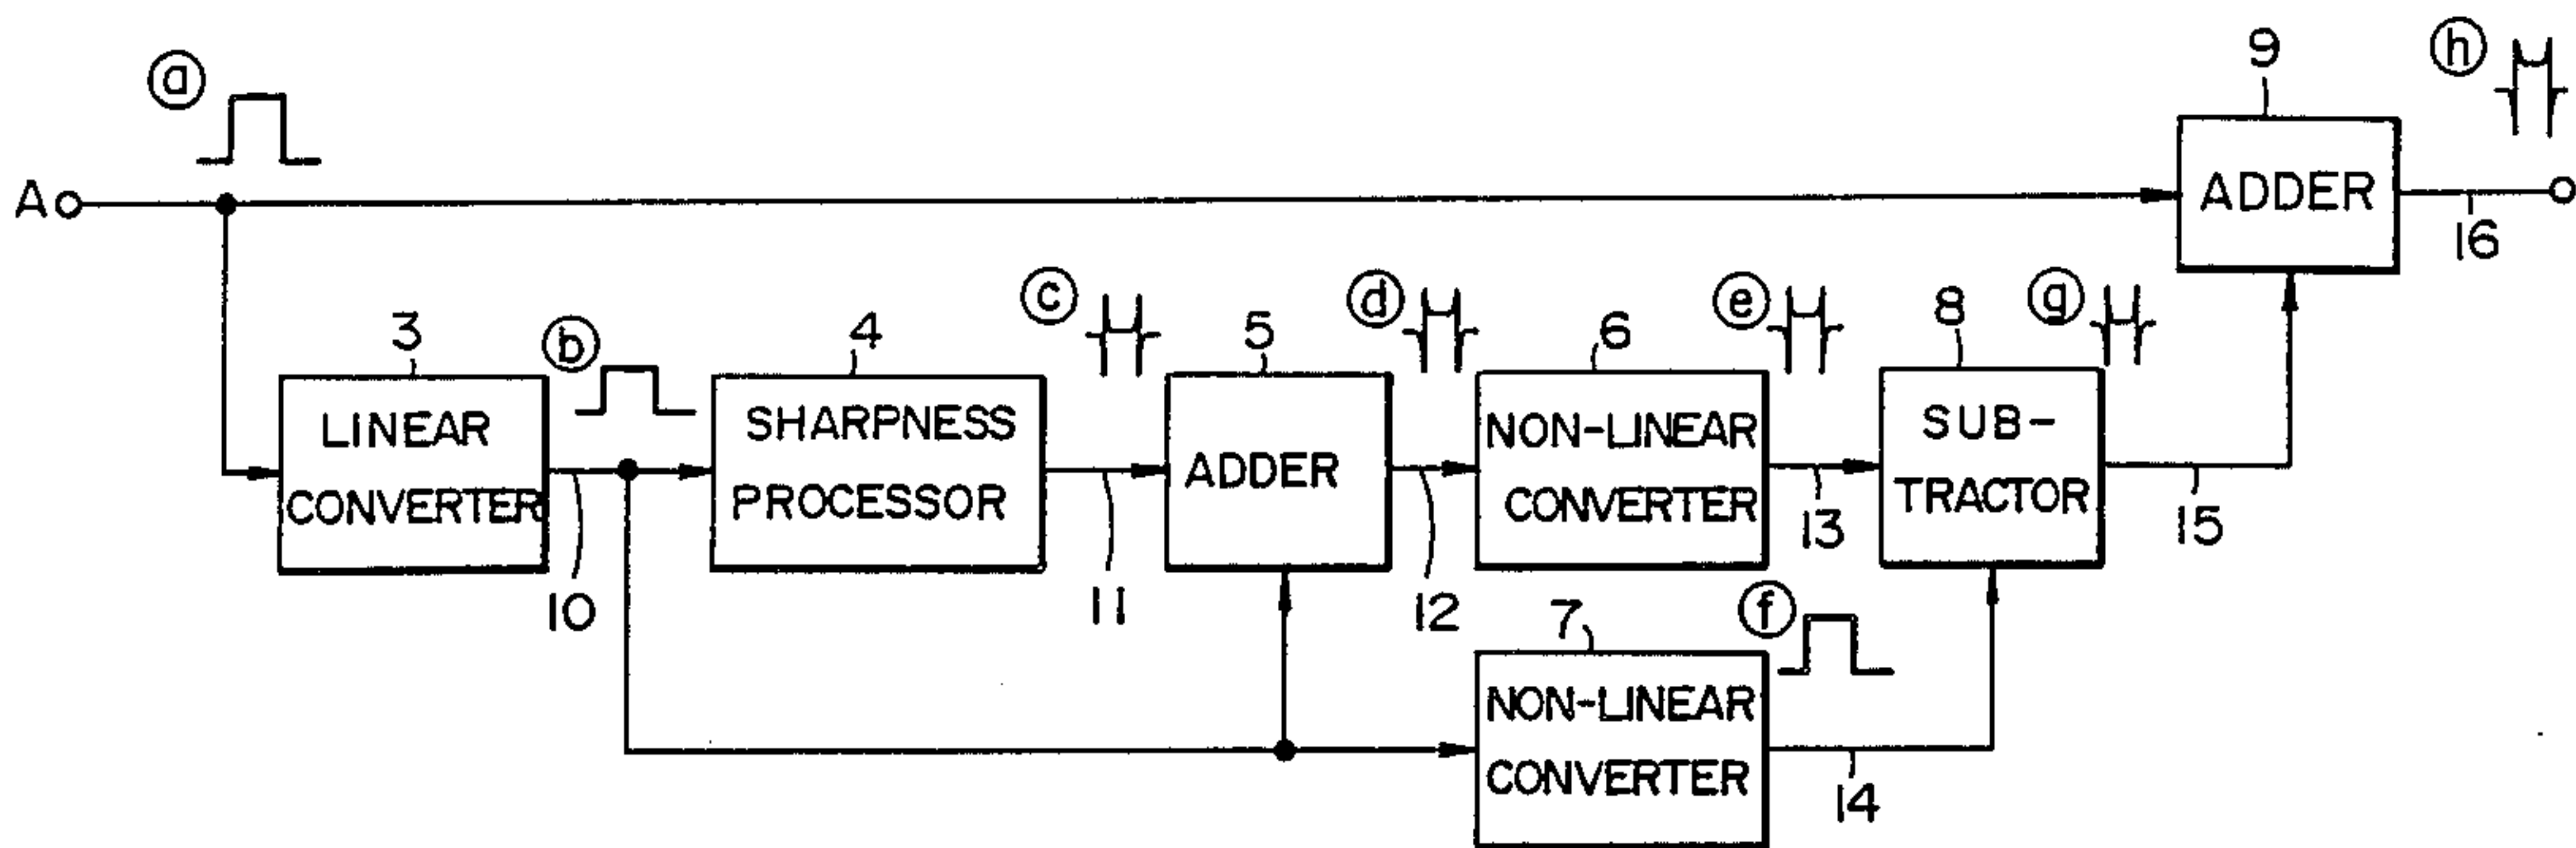 ⓐ
A
9
ADDER
ⓗ
16
3
LINEAR
CONVERTER
10
ⓑ
4
SHARPNESS
PROCESSOR
11
ⓒ
5
ADDER
12
ⓓ
6
NON-LINEAR
CONVERTER
13
ⓔ
8
SUB-
TRACTOR
15
ⓖ
7
NON-LINEAR
CONVERTER
14
ⓕ